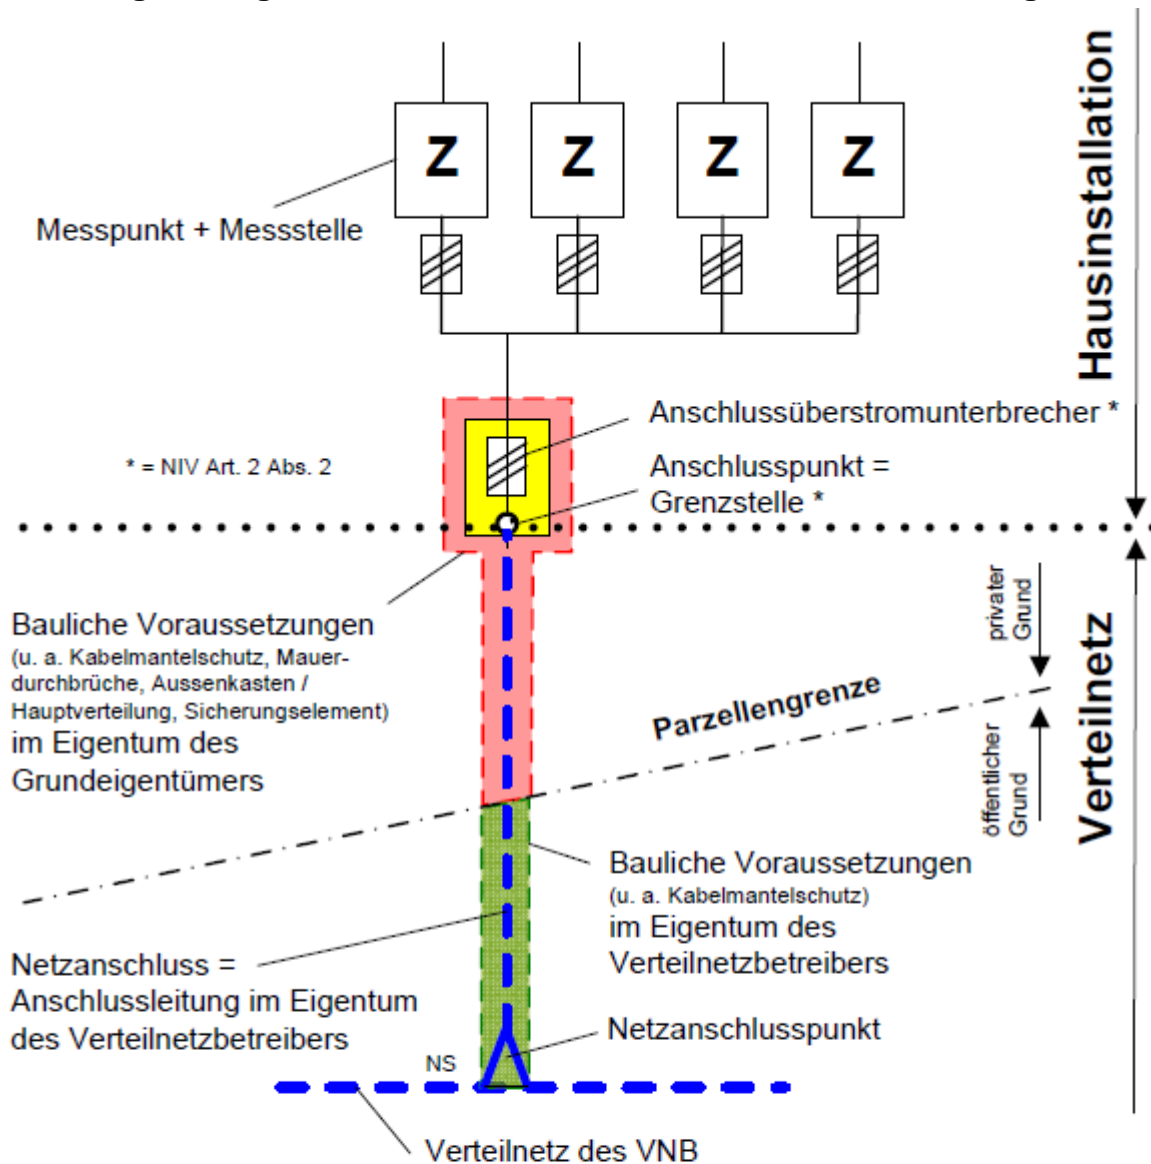 Z Z Z Z
Messpunkt + Messstelle
Hausinstallation
Anschlussüberstromunterbrecher *
* = NIV Art. 2 Abs. 2
Anschlusspunkt =
Grenzstelle *
Bauliche Voraussetzungen
(u. a. Kabelmantelschutz, Mauer-
durchbrüche, Aussenkasten /
Hauptverteilung, Sicherungselement)
im Eigentum des
Grundeigentümers
privater
Grund
Parzellengrenze
öffentlicher
Grund
Verteilnetz
Bauliche Voraussetzungen
(u. a. Kabelmantelschutz)
im Eigentum des
Verteilnetzbetreibers
Netzanschluss =
Anschlussleitung im Eigentum
des Verteilnetzbetreibers
Netzanschlusspunkt
NS
Verteilnetz des VNB